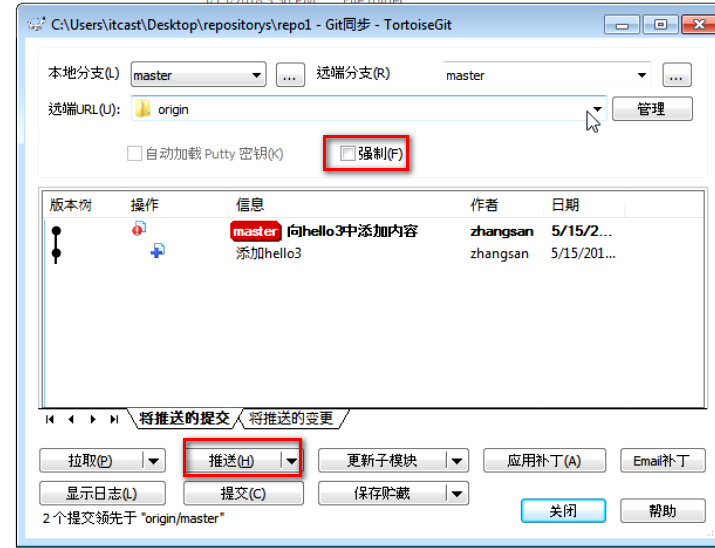 C:\Users\itcast\Desktop\repositorys\repo1 - Git同步 - TortoiseGit
本地分支(L) master ... 远端分支(R) master ...
远端URL(U): origin 管理
自动加载 Putty 密钥(K) 强制(F)
版本树 操作 信息 作者 日期
master 向hello3中添加内容 zhangsan 5/15/2...
添加hello3 zhangsan 5/15/201...
将推送的提交 将推送的变更
拉取(P) 推送(H) 更新子模块 应用补丁(A) Email补丁
显示日志(L) 提交(C) 保存贮藏
2个提交领先于 "origin/master" 关闭 帮助